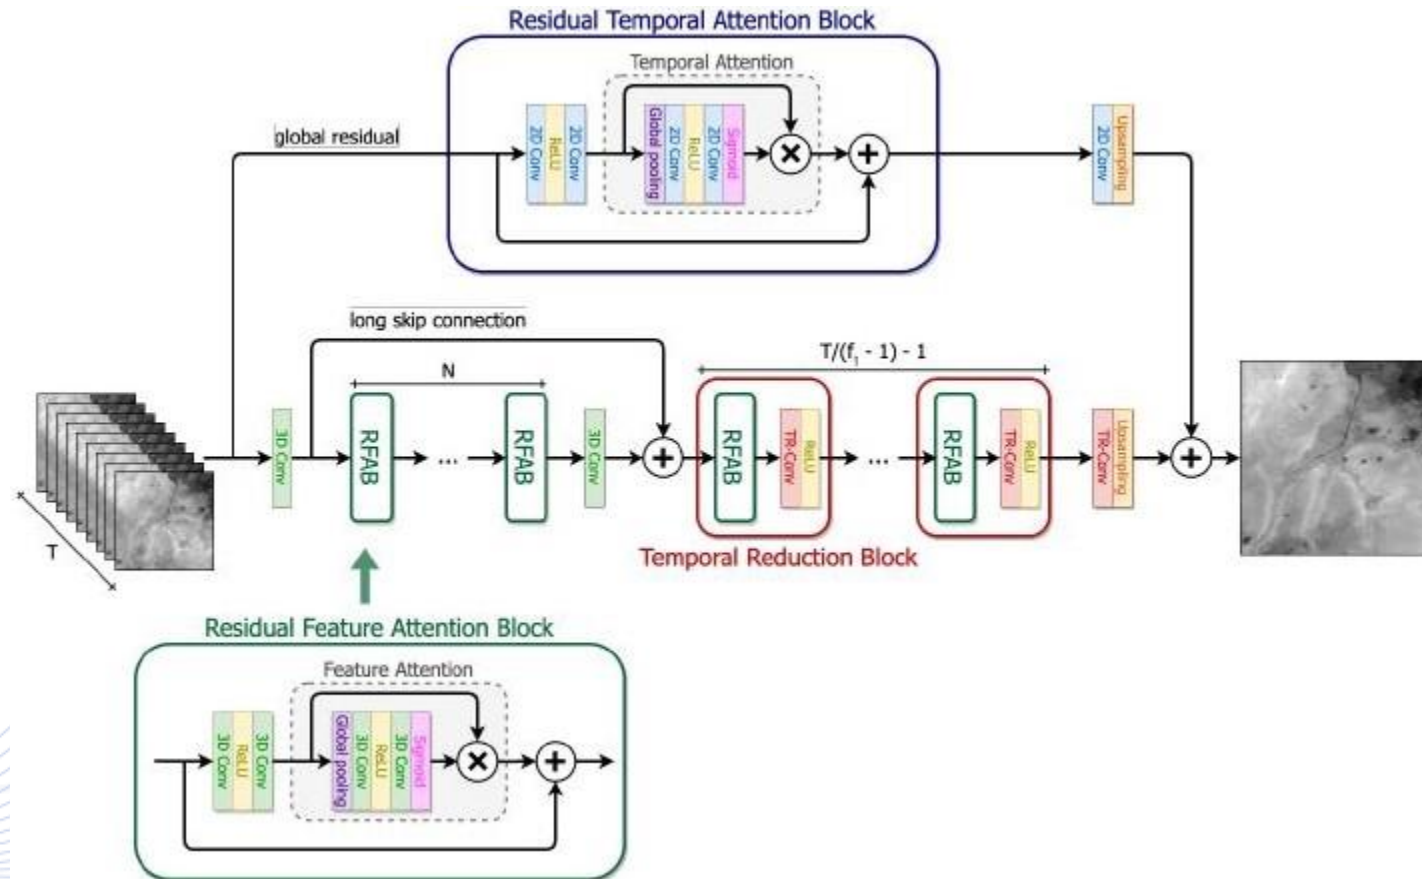 Residual Temporal Attention Block
Temporal Attention
global residual
2D Conv
ReLU
2D Conv
Global pooling
2D Conv
ReLU
2D Conv
Sigmoid
×
+
2D Conv
Upsampling
long skip connection
N
T/(f₁ - 1) - 1
T
3D Conv
RFAB
...
RFAB
3D Conv
+
RFAB
TR-Conv
ReLU
...
RFAB
TR-Conv
ReLU
TR-Conv
Upsampling
+
Temporal Reduction Block
Residual Feature Attention Block
Feature Attention
3D Conv
ReLU
3D Conv
Global pooling
3D Conv
ReLU
3D Conv
Sigmoid
×
+